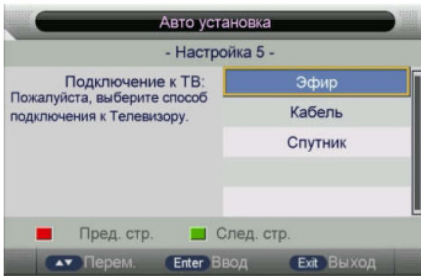 Авто установка
- Настройка 5 -
Подключение к ТВ:
Пожалуйста, выберите способ
подключения к Телевизору.
Эфир
Кабель
Спутник
Пред. стр. След. стр.
Перем. Enter Ввод Exit Выход